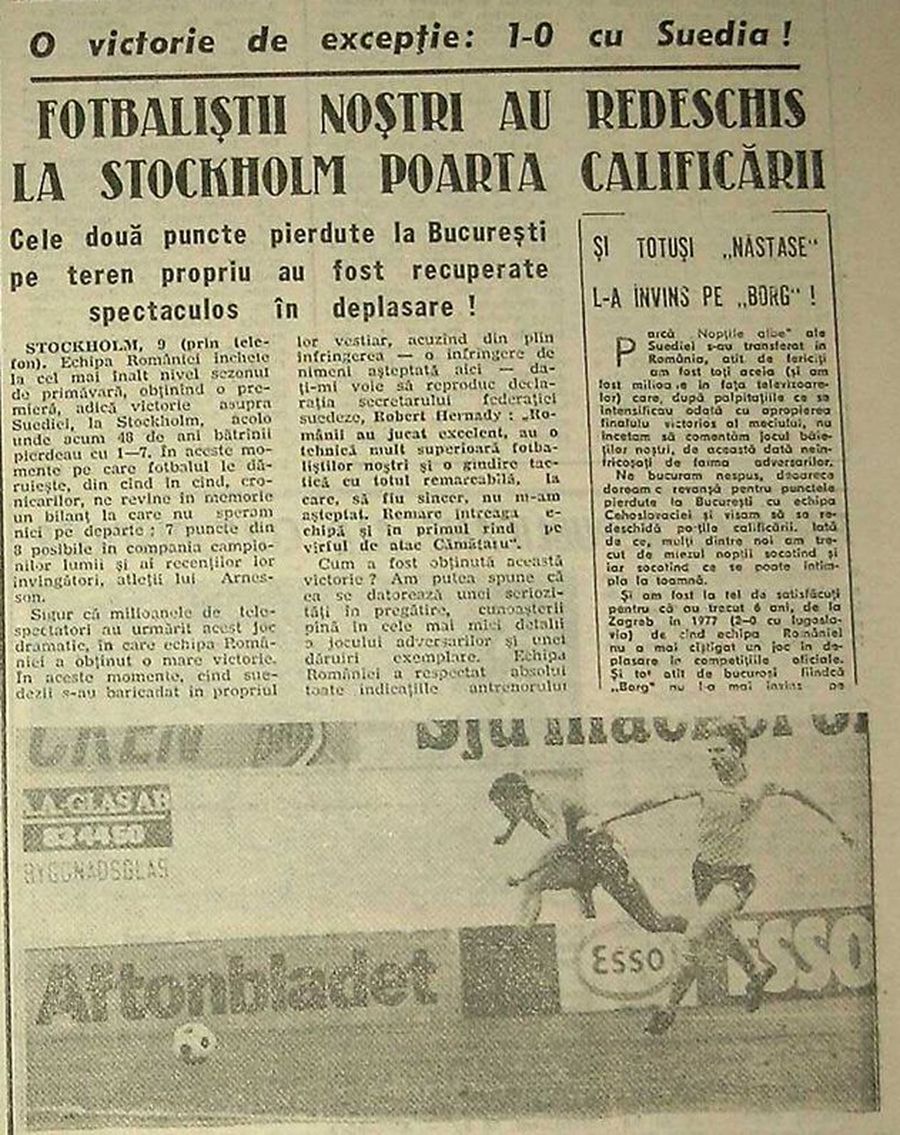 O victorie de excepție: 1-0 cu Suedia!
FOTBALIȘTII NOȘTRI AU REDESCHIS
LA STOCKHOLM POARTA CALIFICĂRII
Cele două puncte pierdute la București
pe teren propriu au fost recuperate
spectaculos în deplasare !
STOCKHOLM, 9 (prin tele-
fon). Echipa României încheie
la cel mai înalt nivel sezonul
de primăvară, obținînd o pre-
mieră, adică victorie asupra
Suediei, la Stockholm, acolo
unde acum 48 de ani bătrînii
pierdeau cu 1—7. În aceste mo-
mente pe care fotbalul le dă-
ruiește, din cînd în cînd, cro-
nicarilor, ne revine în memorie
un bilanț la care nu speram
nici pe departe : 7 puncte din
8 posibile în compania campio-
nilor lumii și ai recenților lor
învingători, atleții lui Arnes-
son.
Sigur că milioanele de tele-
spectatori au urmărit acest joc
dramatic, în care echipa Româ-
niei a obținut o mare victorie.
În aceste momente, cînd sue-
dezii s-au baricadat în propriul
lor vestiar, acuzînd din plin
înfrîngerea — o înfrîngere de
nimeni așteptată aici — da-
ți-mi voie să reproduc decla-
rația secretarului federației
suedeze, Robert Hernady : „Ro-
mânii au jucat excelent, au o
tehnică mult superioară fotba-
liștilor noștri și o gîndire tac-
tică cu totul remarcabilă, la
care, să fiu sincer, nu m-am
așteptat. Remarc întreaga e-
chipă și în primul rînd pe
vîrful de atac Cămătaru“.
Cum a fost obținută această
victorie ? Am putea spune că
ea se datorează unei seriozi-
tăți în pregătire, cunoașterii
pînă în cele mai mici detalii
a jocului adversarilor și unei
dăruiri exemplare. Echipa
României a respectat absolut
toate indicațiile antrenorului
ȘI TOTUȘI „NĂSTASE“
L-A ÎNVINS PE „BORG“ !
Parcă „Nopțile albe“ ale
Suediei s-au transferat în
România, atît de fericiți
am fost toți aceia (și am
fost milioane în fața televizoare-
lor) care, după palpitațiile ce se
intensificau odată cu apropierea
finalului victorios al meciului, nu
încetam să comentăm jocul băie-
ților noștri, de această dată neîn-
fricoșați de faima adversarilor.
Ne bucuram nespus, deoarece
doream o revanșă pentru punctele
pierdute la București cu echipa
Cehoslovaciei și visam să se re-
deschidă porțile calificării. Iată
de ce, mulți dintre noi am tre-
cut de miezul nopții socotind și
iar socotind ce se poate întîm-
pla la toamnă.
Și am fost la fel de satisfăcuți
pentru că au trecut 6 ani, de la
Zagreb în 1977 (2—0 cu Iugosla-
via) de cînd echipa României
nu a mai cîștigat un joc în de-
plasare în competițiile oficiale.
Și tot atît de bucuroși fiindcă
„Borg“ nu l-a mai învins pe
A.GLAS AB
834450
BYGGNADSGLAS
Aftonbladet
ESSO
ESSO